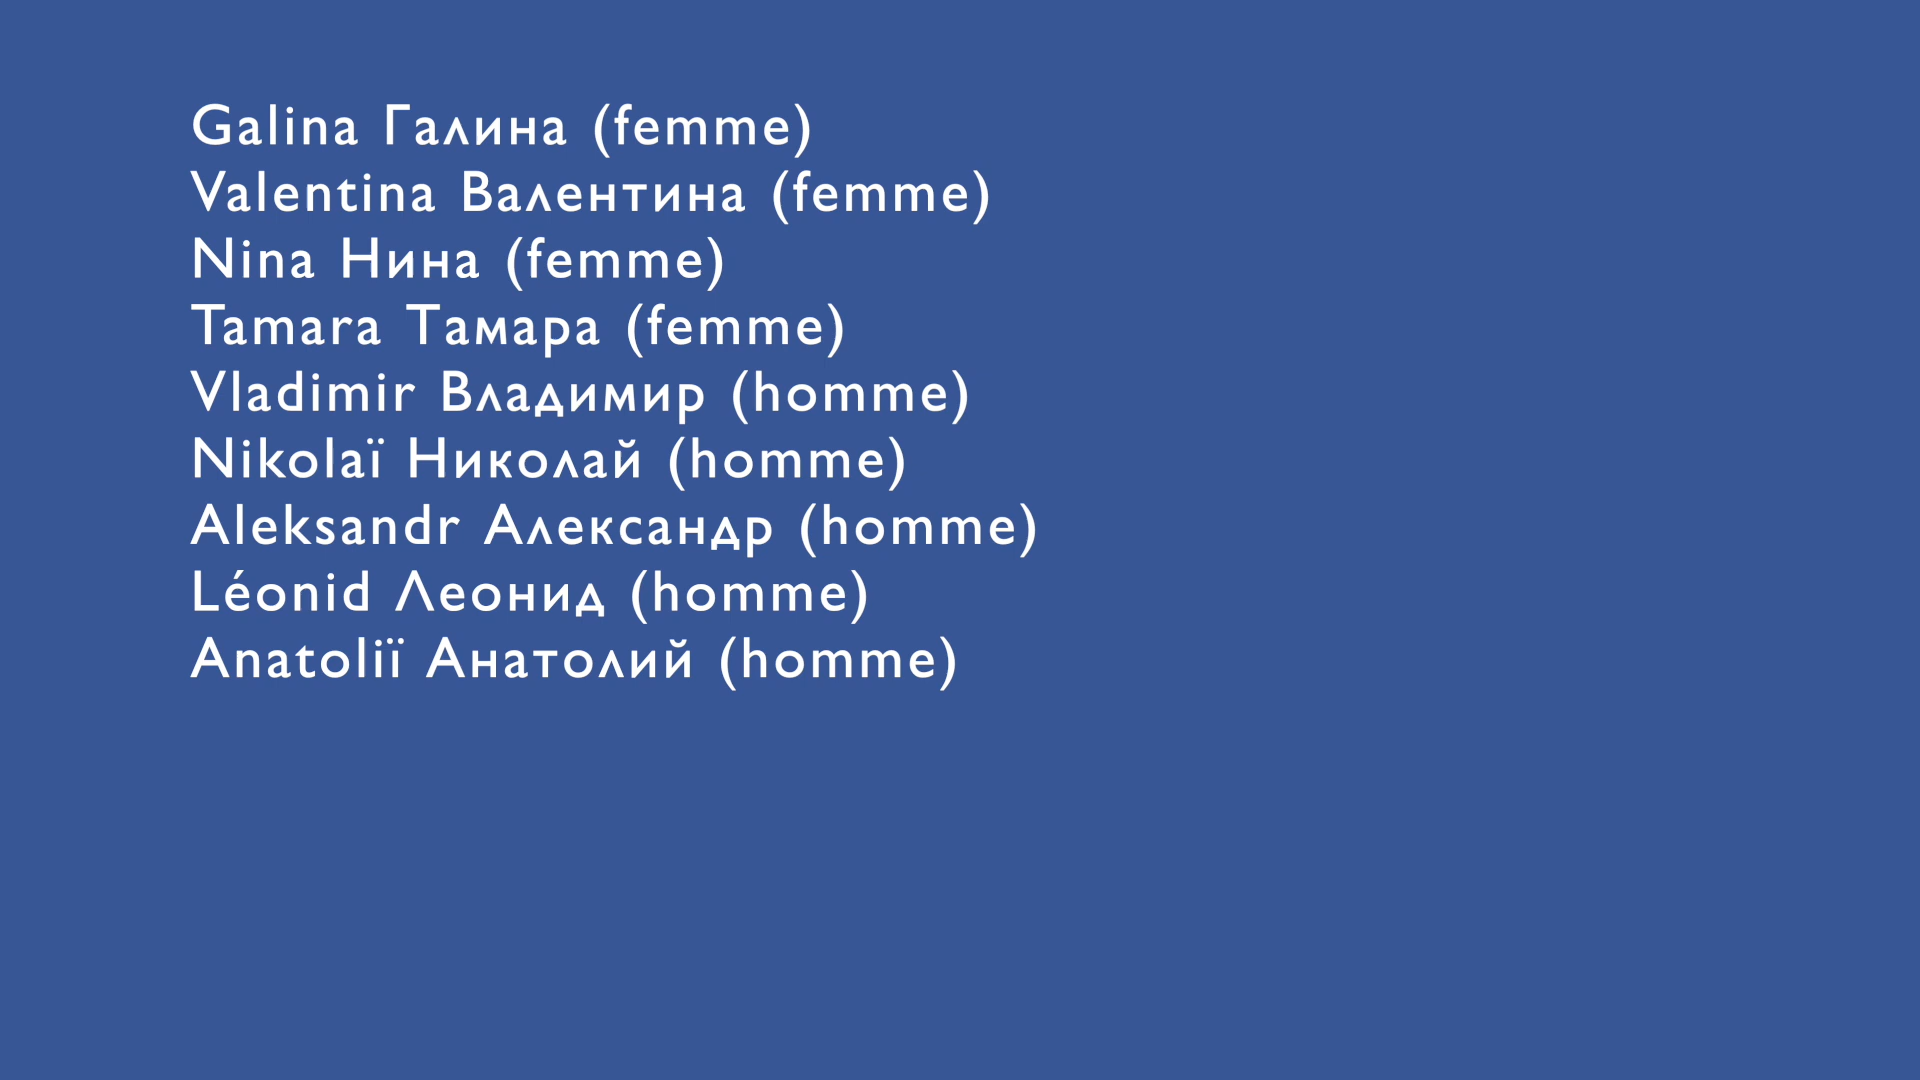 Galina Галина (femme)
Valentina Валентина (femme)
Nina Нина (femme)
Tamara Тамара (femme)
Vladimir Владимир (homme)
Nikolaï Николай (homme)
Aleksandr Александр (homme)
Léonid Леонид (homme)
Anatoliï Анатолий (homme)